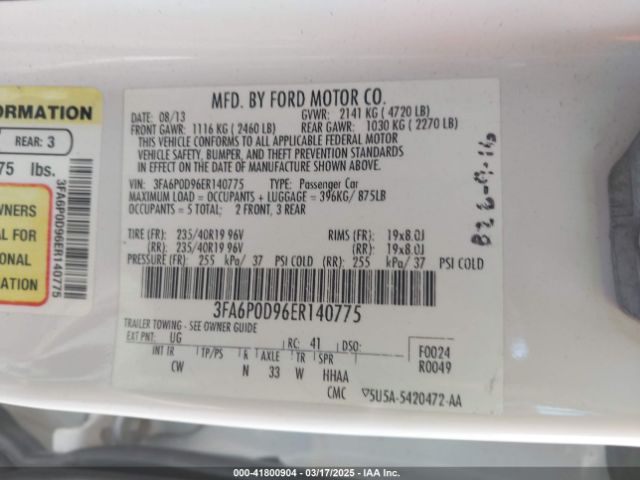 ORMATION
REAR: 3
75 lbs.
WNERS
AL FOR
IONAL
3FA6P0D96ER140775
MFD. BY FORD MOTOR CO.
DATE: 08/13 GVWR: 2141 KG ( 4720 LB)
FRONT GAWR: 1116 KG ( 2460 LB) REAR GAWR: 1030 KG ( 2270 LB)
THIS VEHICLE CONFORMS TO ALL APPLICABLE FEDERAL MOTOR
VEHICLE SAFETY, BUMPER, AND THEFT PREVENTION STANDARDS
IN EFFECT ON THE DATE OF MANUFACTURE SHOWN ABOVE.
VIN: 3FA6P0D96ER140775 TYPE: Passenger Car
MAXIMUM LOAD = OCCUPANTS + LUGGAGE = 396KG/ 875LB
OCCUPANTS = 5 TOTAL; 2 FRONT, 3 REAR
TIRE (FR): 235/40R19 96V RIMS (FR): 19x8.0J
(RR): 235/40R19 96V (RR): 19x8.0J
PRESSURE (FR): 255 kPa/ 37 PSI COLD (RR): 255 kPa/ 37 PSI COLD
3FA6P0D96ER140775
TRAILER TOWING - SEE OWNER GUIDE
EXT PNT: UG RC: 41 DSO: F0024
INT TR TP/PS R AXLE TR SPR R0049
CW N 33 W HHAA
CMC 5U5A-5420472-AA
000-41800904 | 03/17/2025 — IAA Inc.